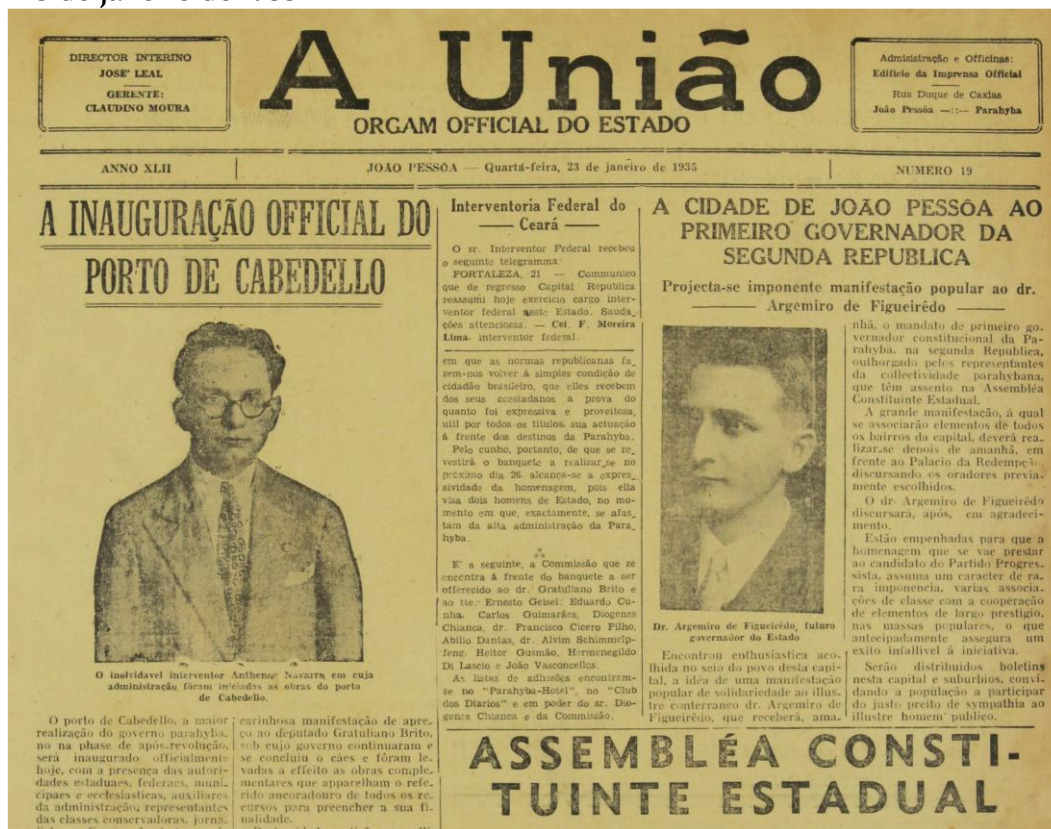 DIRECTOR INTERINO
JOSE' LEAL
GERENTE:
CLAUDINO MOURA
A União
ORGAM OFFICIAL DO ESTADO
Administração e Officinas:
Edificio da Imprensa Official
Rua Duque de Caxias
João Pessôa —::— Parahyba
ANNO XLII
JOÃO PESSÔA — Quarta-feira, 23 de janeiro de 1935
NUMERO 19
A INAUGURAÇÃO OFFICIAL DO
PORTO DE CABEDELLO
O inolvidavel interventor Anthenor Navarra, em cuja
administração fôram iniciadas as obras do porto
de Cabedello.
O porto de Cabedello, a maior
realização do governo parahyba.
no na phase de após-revolução,
será inaugurado officialmente
hoje, com a presença das autori-
dades estaduaes, federaes, muni-
cipaes e ecclesiasticas, auxiliares
da administração, representantes
das classes conservadoras, jorna.
carinhosa manifestação de apre.
ço ao deputado Gratuliano Brito,
sob cujo governo continuaram e
se concluiu o cáes e fôram le-
vadas a effeito as obras comple.
mentares que apparelham o refe-
rido ancoradouro de todos os re.
cursos para preencher a sua fi-
nalidade.
Interventoria Federal do
—— Ceará ——
O sr. Interventor Federal recebeu
o seguinte telegramma:
FORTALEZA, 21 — Communico
que de regresso Capital Republica
reassumi hoje exercicio cargo inter-
ventor federal neste Estado. Sauda_
ções attenciosas. — Cel. F. Moreira
Lima. interventor federal.
em que as normas republicanas fa_
zem-nos volver á simples condição de
cidadão brasileiro, que elles recebem
dos seus coestadanos a prova do
quanto foi expressiva e proveitosa,
util por todos os titulos, sua actuação
á frente dos destinos da Parahyba.
Pelo cunho, portanto, de que se re_
vestirá o banquete a realizar_se no
proximo dia 26. alcança-se a expres_
sividade da homenagem, pois ella
visa dois homens de Estado, no mo-
mento em que, exactamente, se afas_
tam da alta administração da Para_
hyba.
E' a seguinte, a Commissão que se
encontra á frente do banquete a ser
offerecido ao dr. Gratuliano Brito e
ao tte. Ernesto Geisel: Eduardo Cu-
nha, Carlos Guimarães, Diogenes
Chianca, dr. Francisco Cicero Filho,
Abilio Dantas, dr. Alvim Schimmelp-
feng. Heitor Gusmão, Hermenegildo
Di Lascio e João Vasconcellos.
As listas de adhesões encontram-
se no "Parahyba-Hotel", no "Club
dos Diarios" e em poder do sr. Dio-
genes Chianca e da Commissão.
A CIDADE DE JOÃO PESSÔA AO
PRIMEIRO GOVERNADOR DA
SEGUNDA REPUBLICA
Projecta-se imponente manifestação popular ao dr.
—— Argemiro de Figueirêdo ——
Dr. Argemiro de Figueirêdo, futuro
governador do Estado
Encontrou enthusiastica aco.
lhida no seio do povo desta capi-
tal, a idéa de uma manifestação
popular de solidariedade ao illus-
tre conterraneo dr. Argemiro de
Figueirêdo, que receberá, ama.
nhã, o mandato de primeiro go.
vernador constitucional da Pa-
rahyba, na segunda Republica,
outhorgado pelos representantes
da collectividade parahybana,
que têm assento na Assembléa
Constituinte Estadual.
A grande manifestação, á qual
se associarão elementos de todos
os bairros da capital, deverá rea-
lizar.se depois de amanhã, em
frente ao Palacio da Redempção.
discursando os oradores previa-
mente escolhidos.
O dr Argemiro de Figueirêdo
discursará, após, em agradeci-
mento.
Estão empenhadas para que a
homenagem que se vae prestar
ao candidato do Partido Progres.
sista, assuma um caracter de ra.
ra imponencia, varias associa-
ções de classe com a cooperação
de elementos de largo prestigio,
nas massas populares, o que
antecipadamente assegura um
exito infallivel á iniciativa.
Serão distribuidos boletins
nesta capital e suburbios, convi-
dando a população a participar
do justo preito de sympathia ao
illustre homem publico.
ASSEMBLÉA CONSTI-
TUINTE ESTADUAL